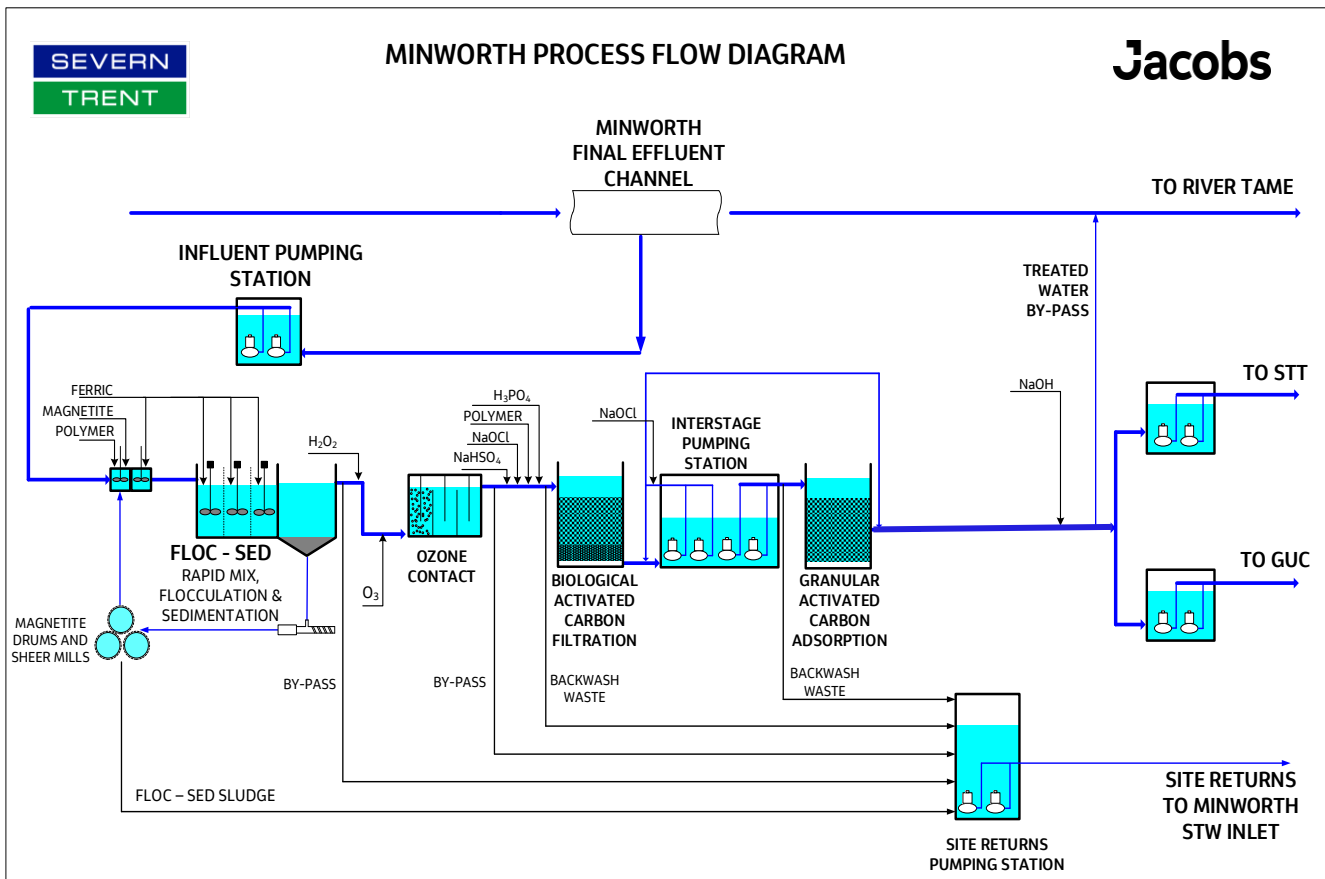 SEVERN
TRENT
MINWORTH PROCESS FLOW DIAGRAM
Jacobs
MINWORTH
FINAL EFFLUENT
CHANNEL
TO RIVER TAME
INFLUENT PUMPING
STATION
TREATED
WATER
BY-PASS
FERRIC
MAGNETITE
POLYMER
H₂O₂
H₃PO₄
POLYMER
NaOCl
NaHSO₄
NaOCl
INTERSTAGE
PUMPING
STATION
NaOH
TO STT
FLOC - SED
RAPID MIX,
FLOCCULATION &
SEDIMENTATION
O₃
OZONE
CONTACT
BIOLOGICAL
ACTIVATED
CARBON
FILTRATION
GRANULAR
ACTIVATED
CARBON
ADSORPTION
TO GUC
MAGNETITE
DRUMS AND
SHEER MILLS
BY-PASS
BY-PASS
BACKWASH
WASTE
BACKWASH
WASTE
FLOC – SED SLUDGE
SITE RETURNS
TO MINWORTH
STW INLET
SITE RETURNS
PUMPING STATION